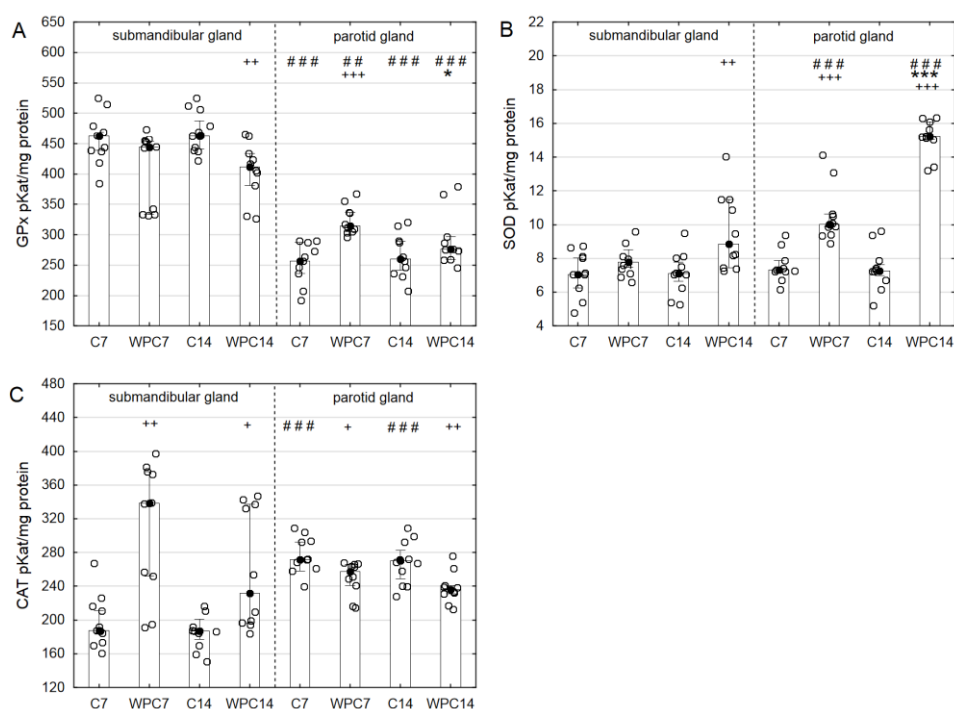 A
submandibular gland
parotid gland
++
# # #
# #
+++
# # #
# # #
*
GPx pKat/mg protein
650
600
550
500
450
400
350
300
250
200
150
C7 WPC7 C14 WPC14 C7 WPC7 C14 WPC14
B
submandibular gland
parotid gland
++
# # #
+++
# # #
***
+++
SOD pKat/mg protein
22
20
18
16
14
12
10
8
6
4
C7 WPC7 C14 WPC14 C7 WPC7 C14 WPC14
C
submandibular gland
parotid gland
++
+
# # #
+
# # #
++
CAT pKat/mg protein
480
440
400
360
320
280
240
200
160
120
C7 WPC7 C14 WPC14 C7 WPC7 C14 WPC14